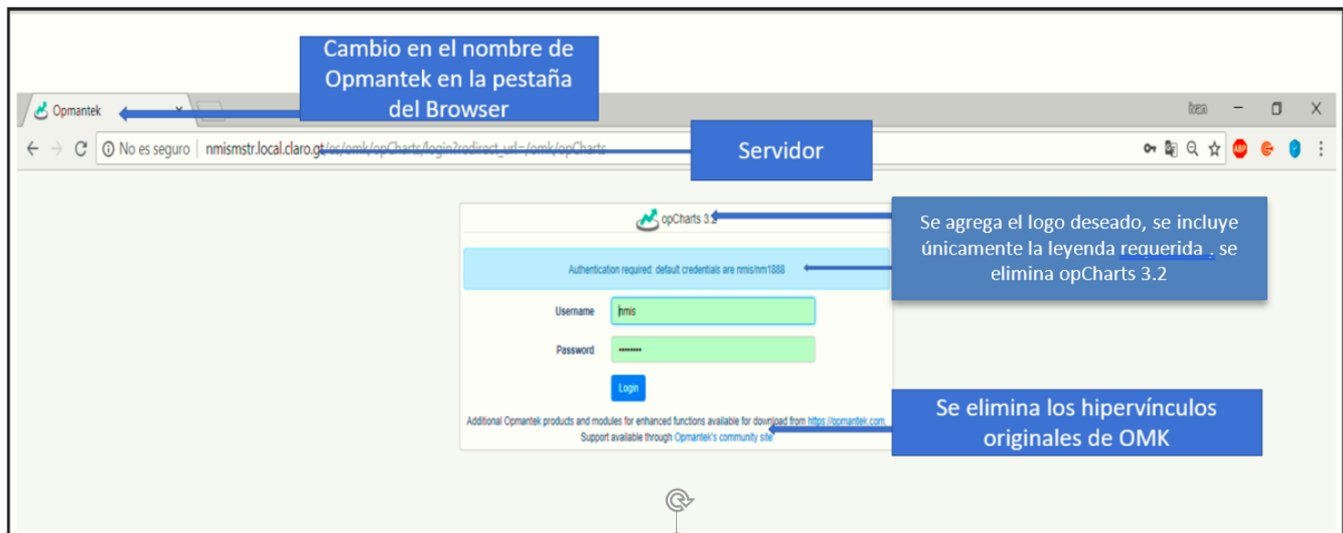 Cambio en el nombre de
Opmantek en la pestaña
del Browser
Opmantek
No es seguro | nmismstr.local.claro.gt/es/omk/opCharts/login?redirect_url=/omk/opCharts
Servidor
ABP
opCharts 3.2
Se agrega el logo deseado, se incluye
únicamente la leyenda requerida . se
elimina opCharts 3.2
Authentication required: default credentials are nmis/nm1888
Username
nmis
Password
Login
Additional Opmantek products and modules for enhanced functions available for download from https://opmantek.com.
Support available through Opmantek's community site
Se elimina los hipervínculos
originales de OMK